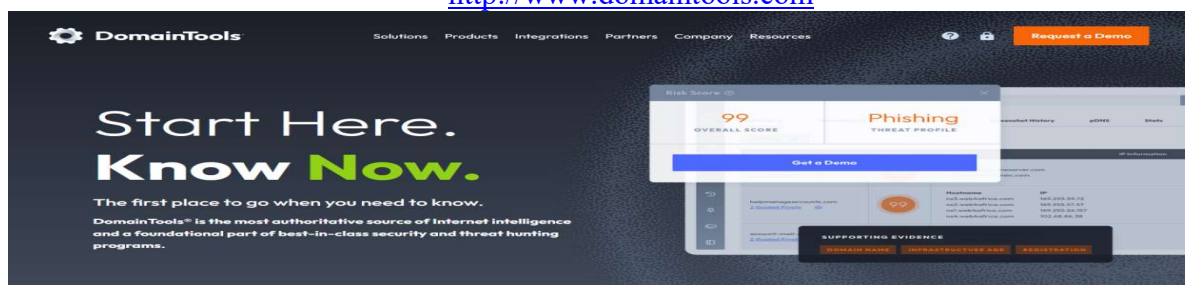 http://www.domaintools.com
DomainTools
Solutions Products Integrations Partners Company Resources
Request a Demo
Start Here.
Know Now.
The first place to go when you need to know.
DomainTools® is the most authoritative source of Internet intelligence
and a foundational part of best-in-class security and threat hunting
programs.
Risk Score
99
OVERALL SCORE
Phishing
THREAT PROFILE
Get a Demo
Screenshot History pDNS Stats
IP Information
Hostname IP
99
SUPPORTING EVIDENCE
DOMAIN NAME INFRASTRUCTURE AGE REGISTRATION